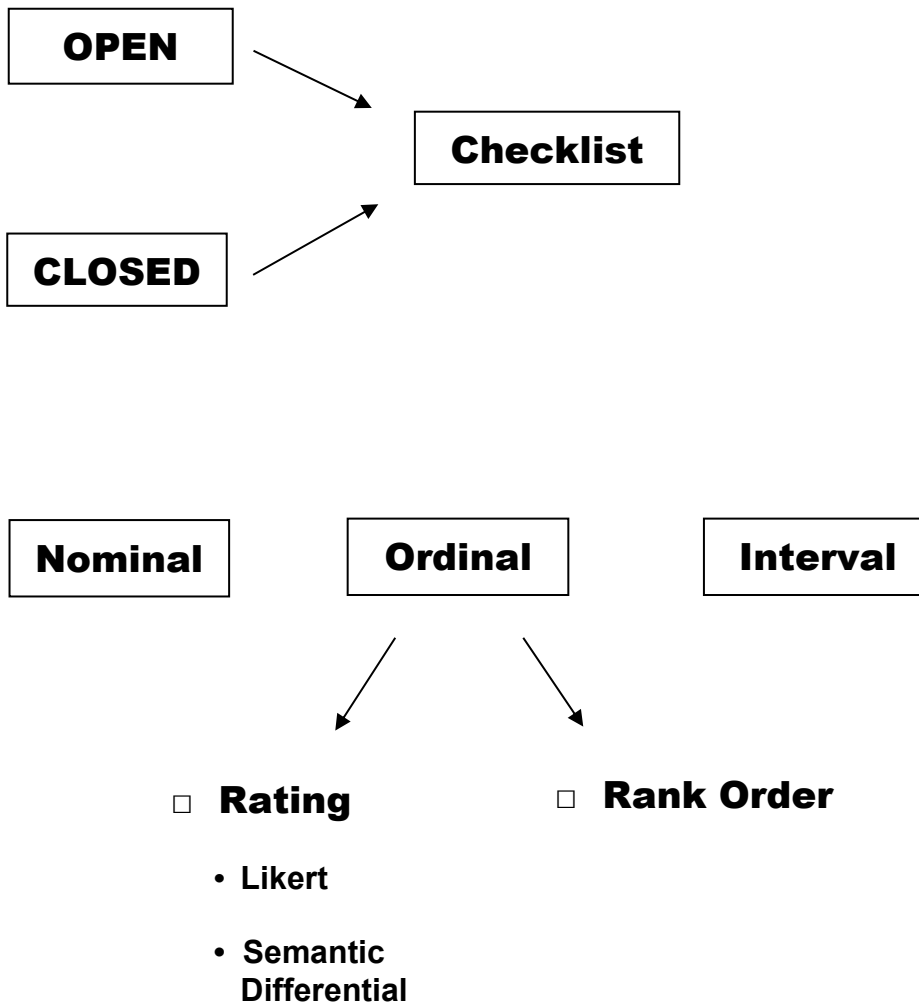 OPEN
Checklist
CLOSED
Nominal
Ordinal
Interval
□ Rating
□ Rank Order
• Likert
• Semantic
Differential